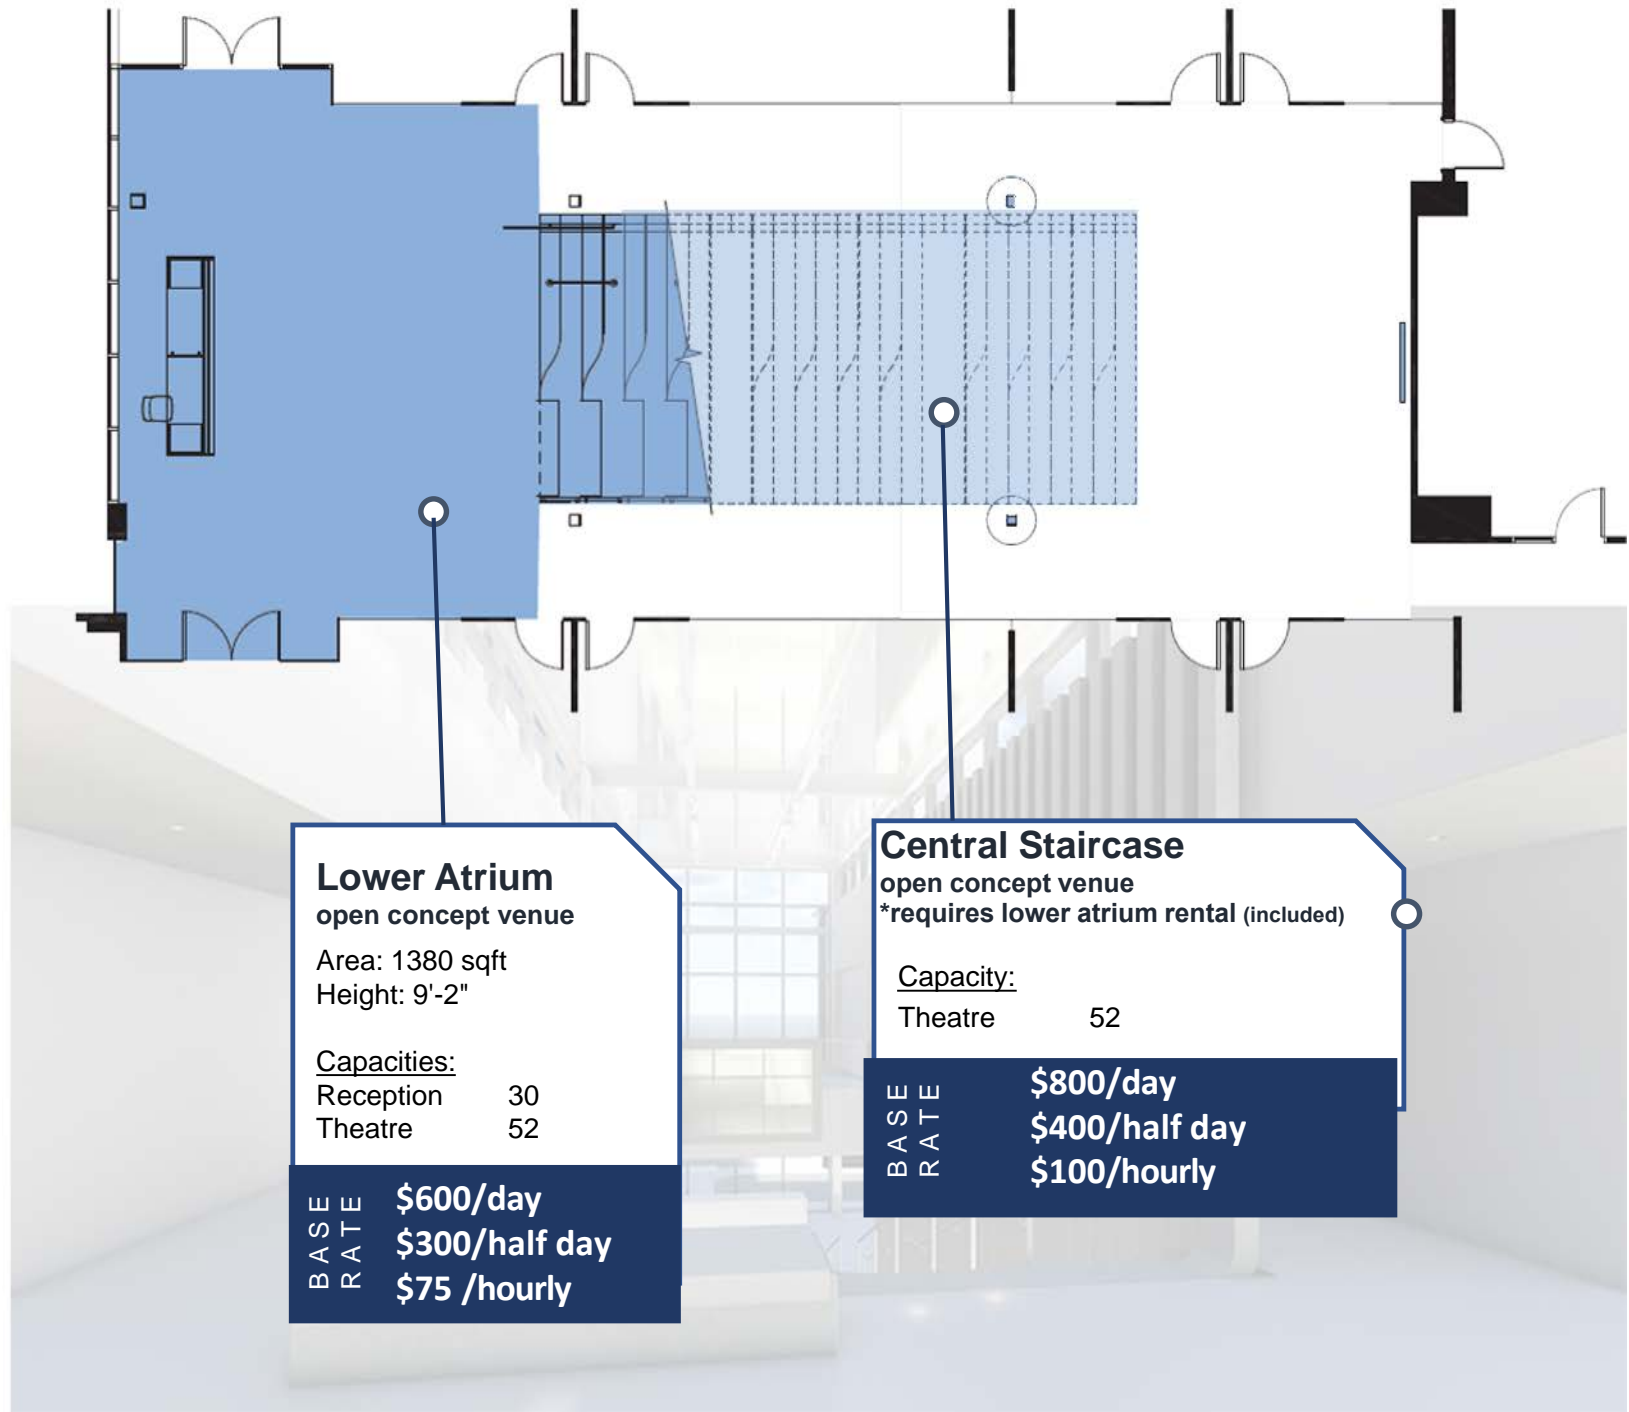 Lower Atrium
open concept venue
Area: 1380 sqft
Height: 9'-2"
Capacities:
Reception 30
Theatre 52
BASE RATE
$600/day
$300/half day
$75 /hourly
Central Staircase
open concept venue
*requires lower atrium rental (included)
Capacity:
Theatre 52
BASE RATE
$800/day
$400/half day
$100/hourly